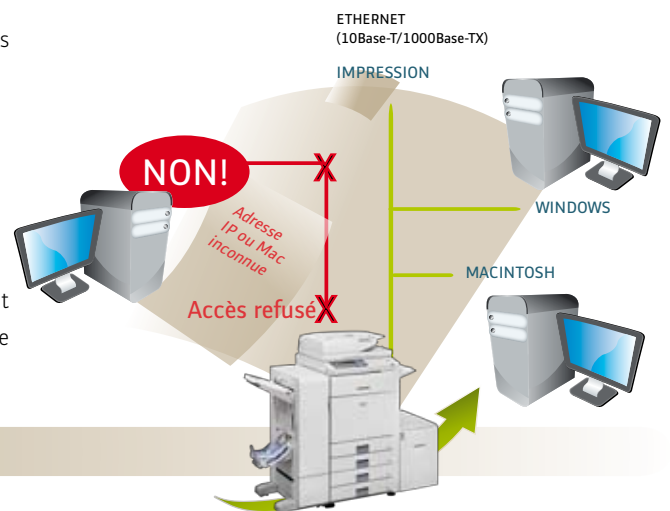 s
ETHERNET
(10Base-T/1000Base-TX)
IMPRESSION
NON!
Adresse
IP ou Mac
inconnue
WINDOWS
MACINTOSH
t
Accès refusé
e